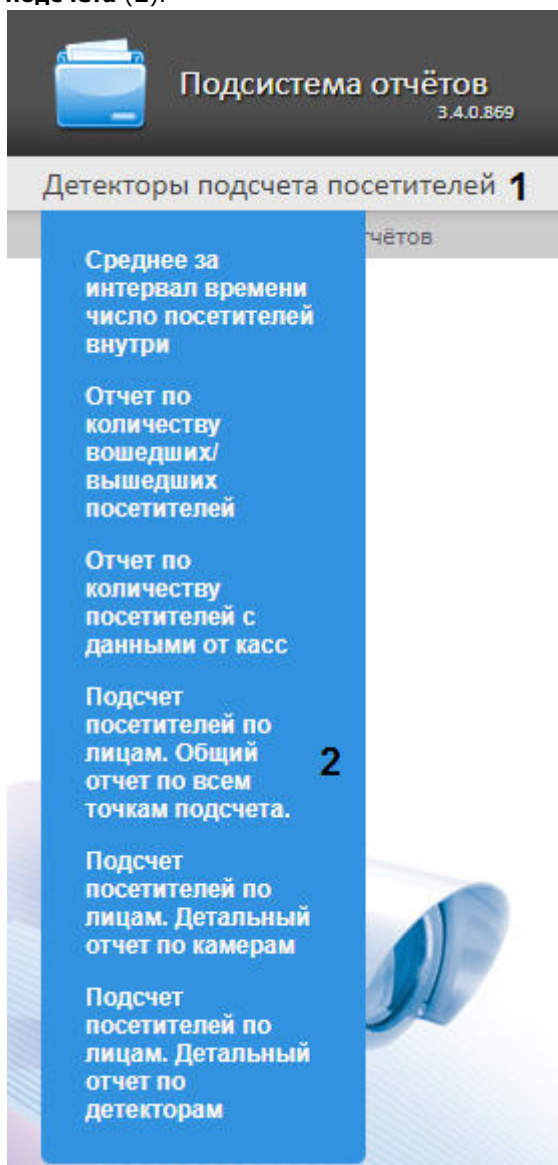 подсчета (2).
Подсистема отчётов
3.4.0.869
Детекторы подсчета посетителей 1
чётов
Среднее за
интервал времени
число посетителей
внутри
Отчет по
количеству
вошедших/
вышедших
посетителей
Отчет по
количеству
посетителей с
данными от касс
Подсчет
посетителей по
лицам. Общий
отчет по всем
точкам подсчета.
2
Подсчет
посетителей по
лицам. Детальный
отчет по камерам
Подсчет
посетителей по
лицам. Детальный
отчет по
детекторам